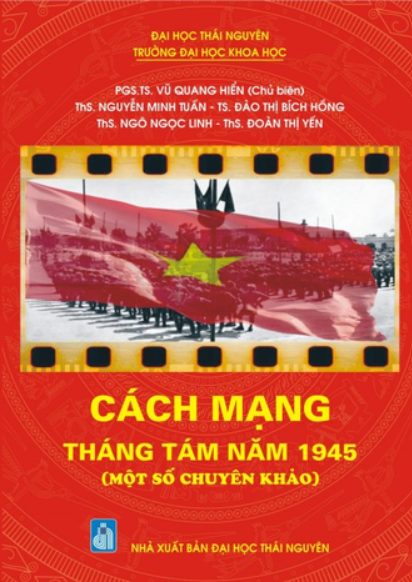 ĐẠI HỌC THÁI NGUYÊN
TRƯỜNG ĐẠI HỌC KHOA HỌC
PGS.TS. VŨ QUANG HIỂN (Chủ biên)
ThS. NGUYỄN MINH TUẤN - TS. ĐÀO THỊ BÍCH HỒNG
ThS. NGÔ NGỌC LINH - ThS. ĐOÀN THỊ YẾN
CÁCH MẠNG
THÁNG TÁM NĂM 1945
(MỘT SỐ CHUYÊN KHẢO)
NHÀ XUẤT BẢN ĐẠI HỌC THÁI NGUYÊN